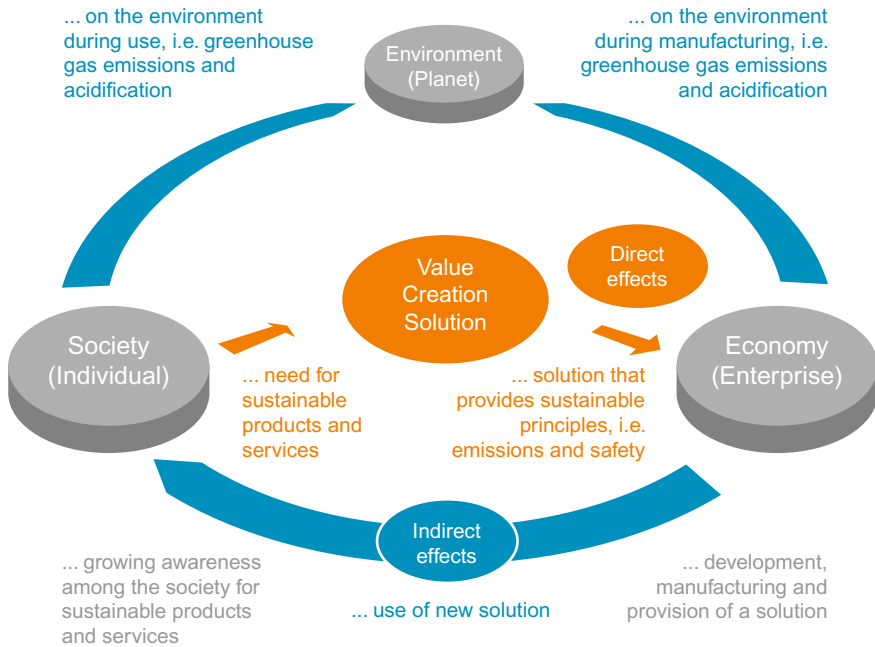 ... on the environment
during use, i.e. greenhouse
gas emissions and
acidification
Environment
(Planet)
... on the environment
during manufacturing, i.e.
greenhouse gas emissions
and acidification
Value
Creation
Solution
Direct
effects
Society
(Individual)
Economy
(Enterprise)
... need for
sustainable
products and
services
... solution that
provides sustainable
principles, i.e.
emissions and safety
Indirect
effects
... growing awareness
among the society for
sustainable products
and services
... use of new solution
... development,
manufacturing and
provision of a solution